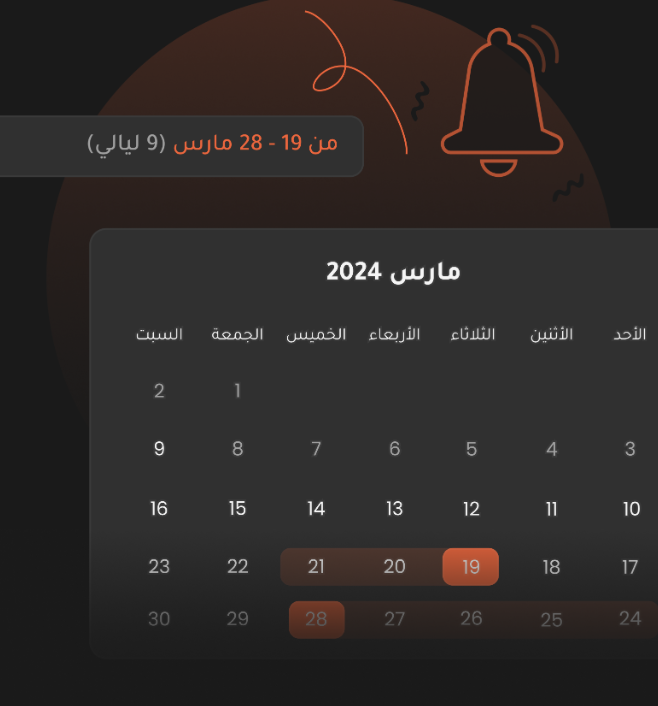 من 19 - 28 مارس (9 ليالي)
مارس 2024
الأحد الأثنين الثلاثاء الأربعاء الخميس الجمعة السبت
1 2
3 4 5 6 7 8 9
10 11 12 13 14 15 16
17 18 19 20 21 22 23
24 25 26 27 28 29 30